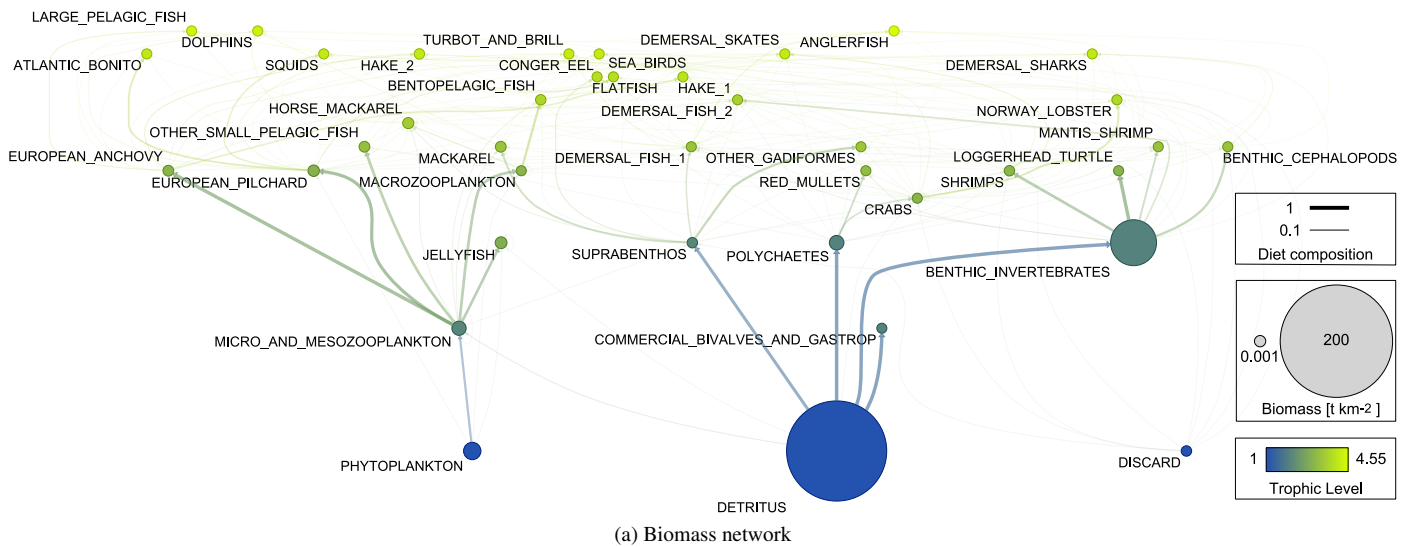 LARGE_PELAGIC_FISH
DOLPHINS
TURBOT_AND_BRILL
DEMERSAL_SKATES
ANGLERFISH
ATLANTIC_BONITO
SQUIDS
HAKE_2
CONGER_EEL
SEA_BIRDS
DEMERSAL_SHARKS
BENTOPELAGIC_FISH
FLATFISH
HAKE_1
HORSE_MACKAREL
DEMERSAL_FISH_2
NORWAY_LOBSTER
OTHER_SMALL_PELAGIC_FISH
MANTIS_SHRIMP
EUROPEAN_ANCHOVY
MACKAREL
DEMERSAL_FISH_1
OTHER_GADIFORMES
LOGGERHEAD_TURTLE
BENTHIC_CEPHALOPODS
EUROPEAN_PILCHARD
MACROZOOPLANKTON
RED_MULLETS
SHRIMPS
CRABS
1
0.1
Diet composition
JELLYFISH
SUPRABENTHOS
POLYCHAETES
BENTHIC_INVERTEBRATES
MICRO_AND_MESOZOOPLANKTON
COMMERCIAL_BIVALVES_AND_GASTROP
200
0.001
Biomass [t km-2 ]
PHYTOPLANKTON
DISCARD
1
4.55
Trophic Level
DETRITUS
(a) Biomass network